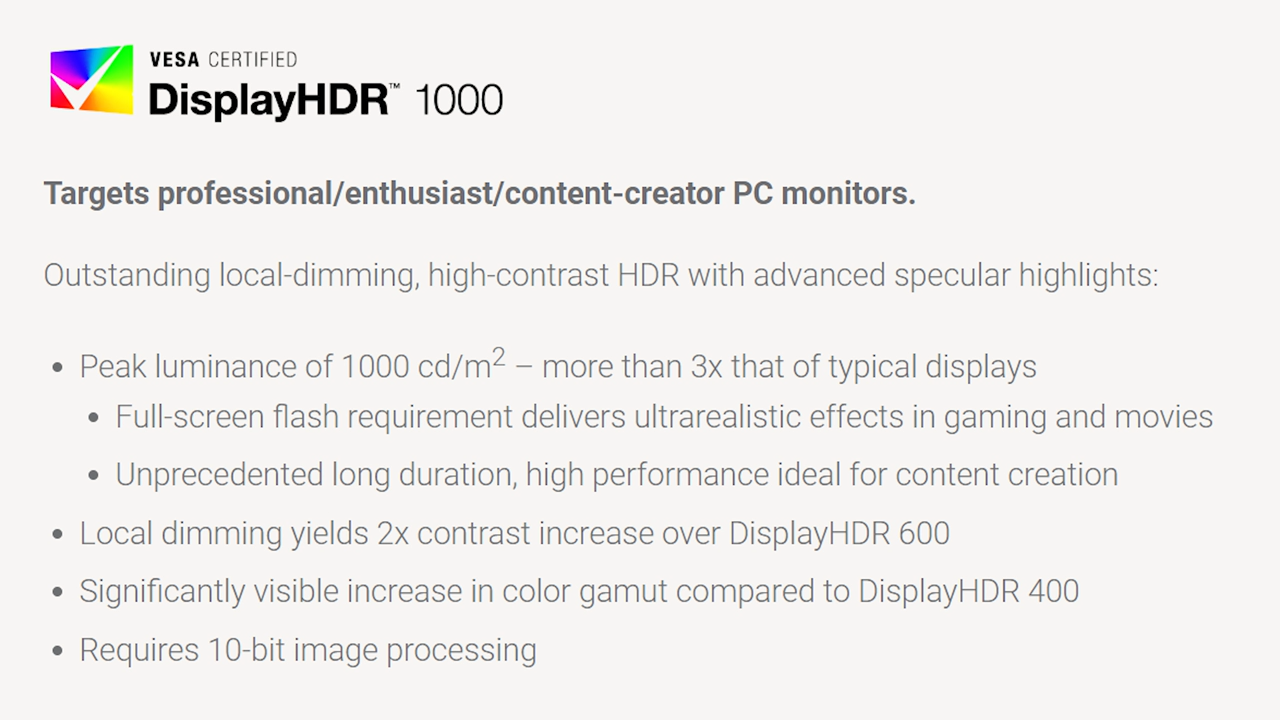 VESA CERTIFIED
DisplayHDR™ 1000
Targets professional/enthusiast/content-creator PC monitors.
Outstanding local-dimming, high-contrast HDR with advanced specular highlights:
• Peak luminance of 1000 cd/m² – more than 3x that of typical displays
• Full-screen flash requirement delivers ultrarealistic effects in gaming and movies
• Unprecedented long duration, high performance ideal for content creation
• Local dimming yields 2x contrast increase over DisplayHDR 600
• Significantly visible increase in color gamut compared to DisplayHDR 400
• Requires 10-bit image processing